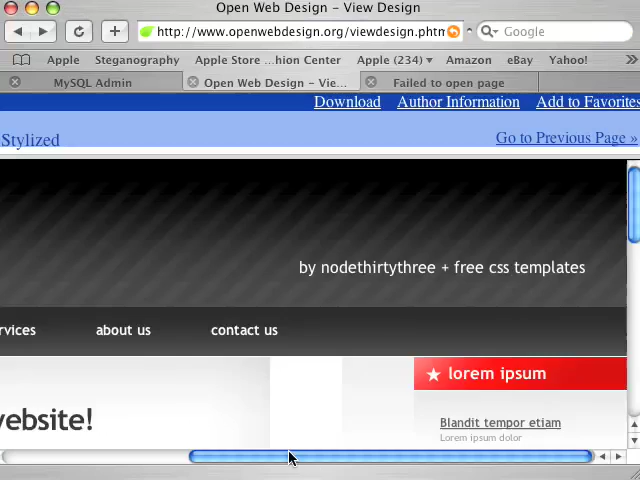 Open Web Design – View Design
http://www.openwebdesign.org/viewdesign.phtm
Google
Apple Steganography Apple Store ...hion Center Apple (234) Amazon eBay Yahoo! »
MySQL Admin Open Web Design – Vie... Failed to open page
Download Author Information Add to Favorites
Stylized Go to Previous Page »
by nodethirtythree + free css templates
rvices about us contact us
lorem ipsum
website!
Blandit tempor etiam
Lorem ipsum dolor